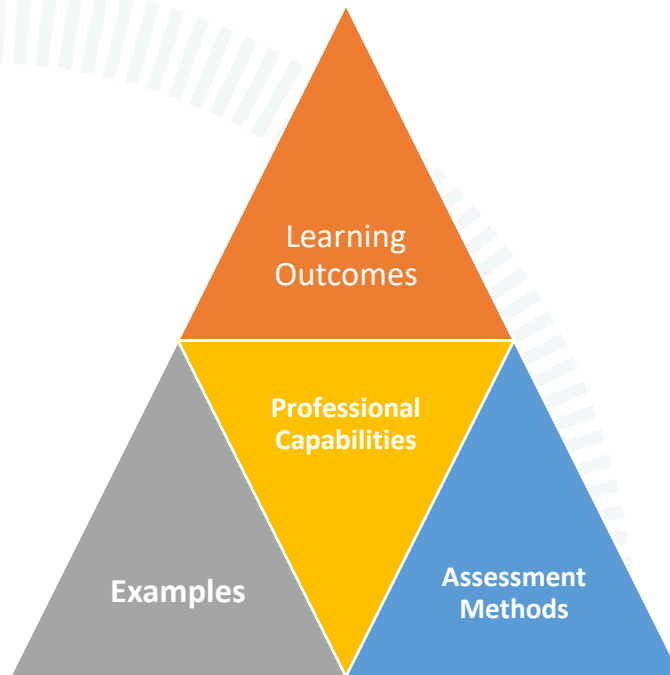 Learning
Outcomes
Professional
Capabilities
Examples
Assessment
Methods